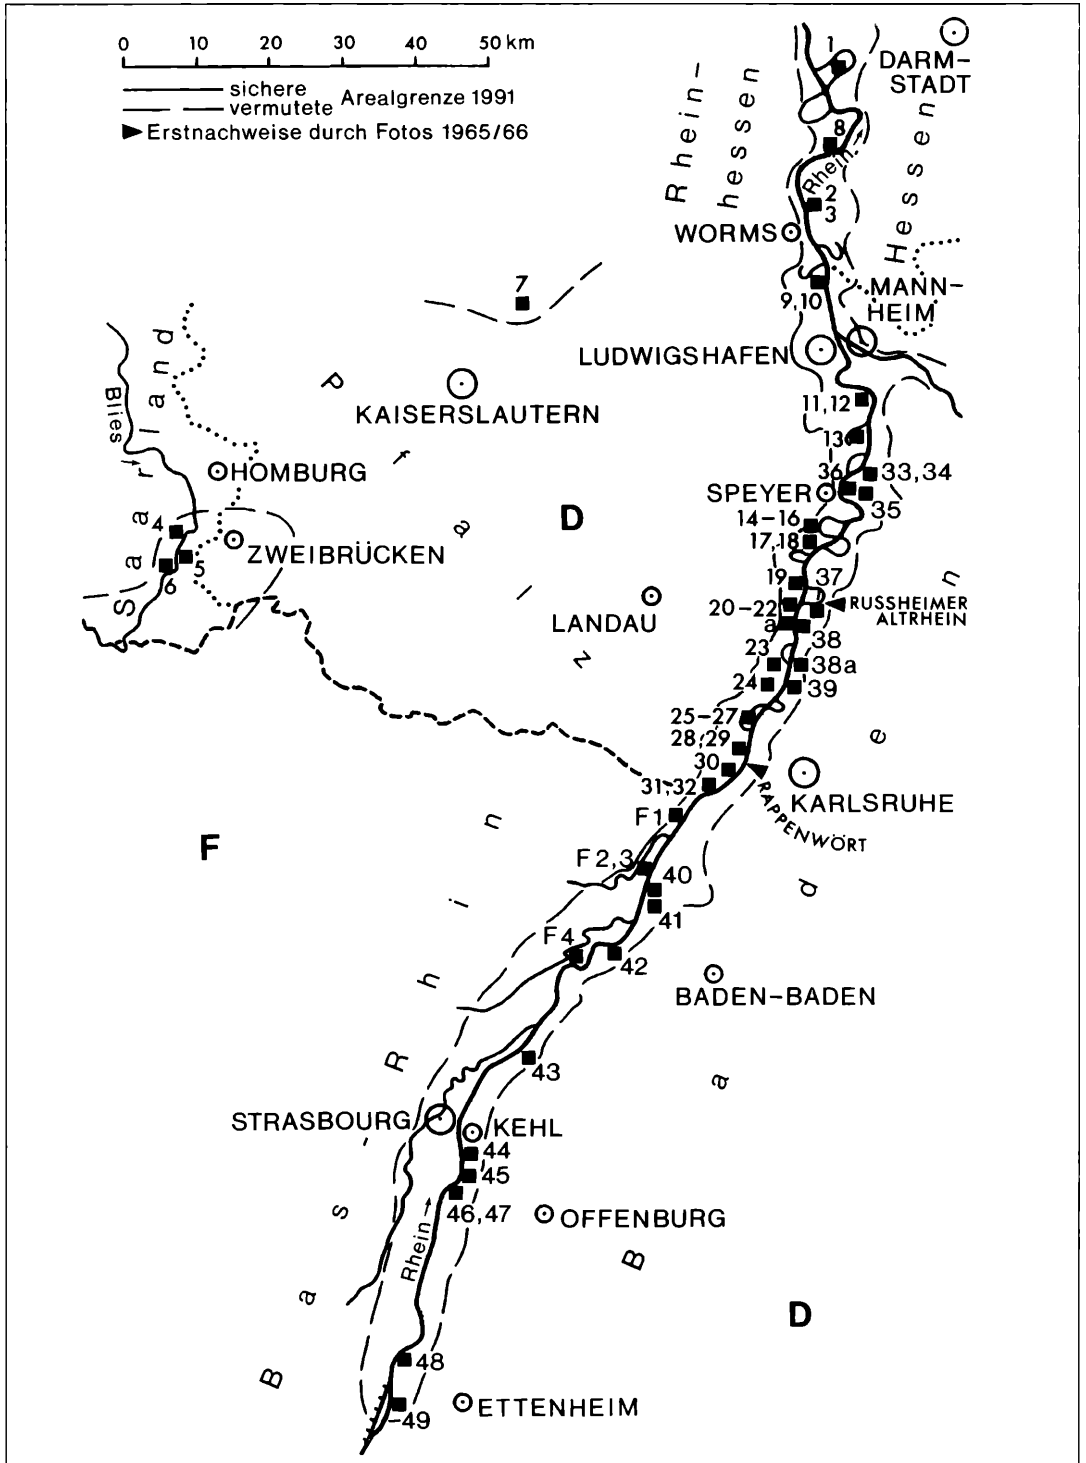 0 10 20 30 40 50 km
sichere
vermutete Arealgrenze 1991
Erstnachweise durch Fotos 1965/66
1
DARM-
STADT
Rhein-
hessen
8
Rhein
Hessen
2
3
WORMS
9,10
MANN-
HEIM
7
LUDWIGSHAFEN
KAISERSLAUTERN
Pfalz
Saarland
Blies
11,12
13
HOMBURG
36
33,34
SPEYER
35
D
14-16
17,18
4
5
6
ZWEIBRÜCKEN
19
37
20-22
RUSSHEIMER
ALTRHEIN
a
38
LANDAU
23
38a
24
39
25-27
28,29
30
31,32
KARLSRUHE
RAPPENWÖRT
F1
F
F2,3
40
41
F4
42
BADEN-BADEN
Baden
Bas-Rhin
43
STRASBOURG
KEHL
44
45
46,47
OFFENBURG
Rhein
D
48
49
ETTENHEIM